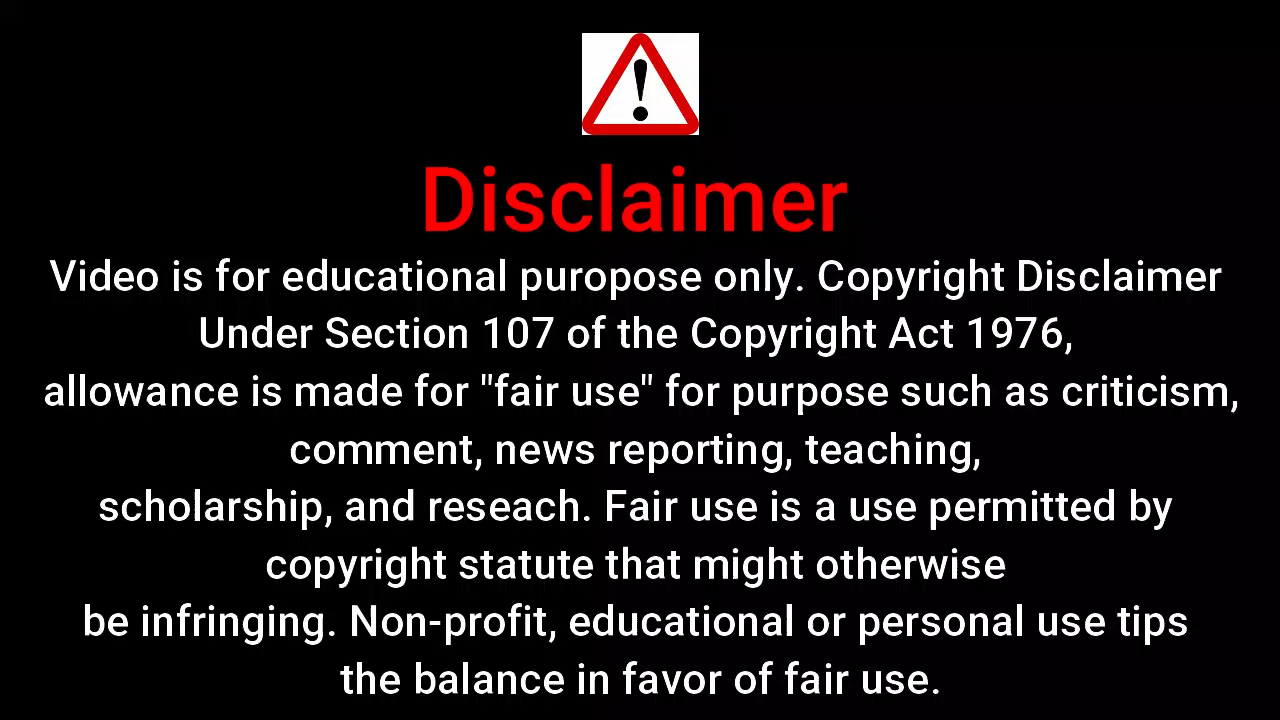 Disclaimer
Video is for educational puropose only. Copyright Disclaimer
Under Section 107 of the Copyright Act 1976,
allowance is made for "fair use" for purpose such as criticism,
comment, news reporting, teaching,
scholarship, and reseach. Fair use is a use permitted by
copyright statute that might otherwise
be infringing. Non-profit, educational or personal use tips
the balance in favor of fair use.